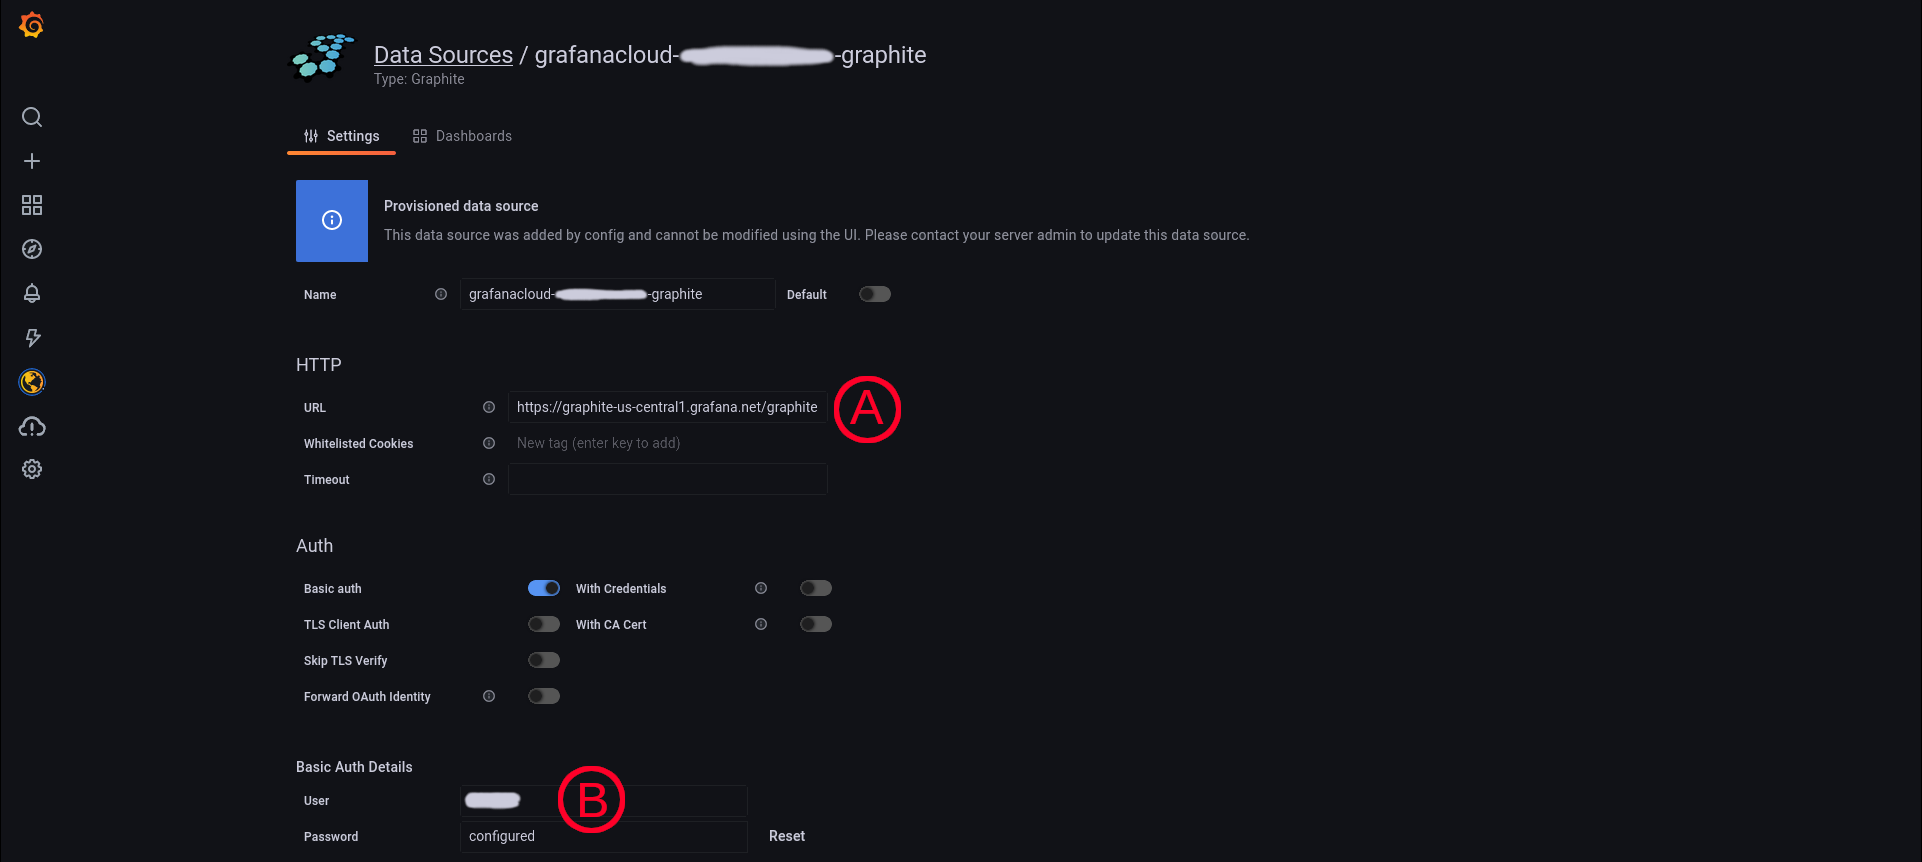 Data Sources / grafanacloud- -graphite
Type: Graphite
Settings Dashboards
Provisioned data source
This data source was added by config and cannot be modified using the UI. Please contact your server admin to update this data source.
Name grafanacloud- -graphite Default
HTTP
URL https://graphite-us-central1.grafana.net/graphite A
Whitelisted Cookies New tag (enter key to add)
Timeout
Auth
Basic auth With Credentials
TLS Client Auth With CA Cert
Skip TLS Verify
Forward OAuth Identity
Basic Auth Details
User B
Password configured Reset